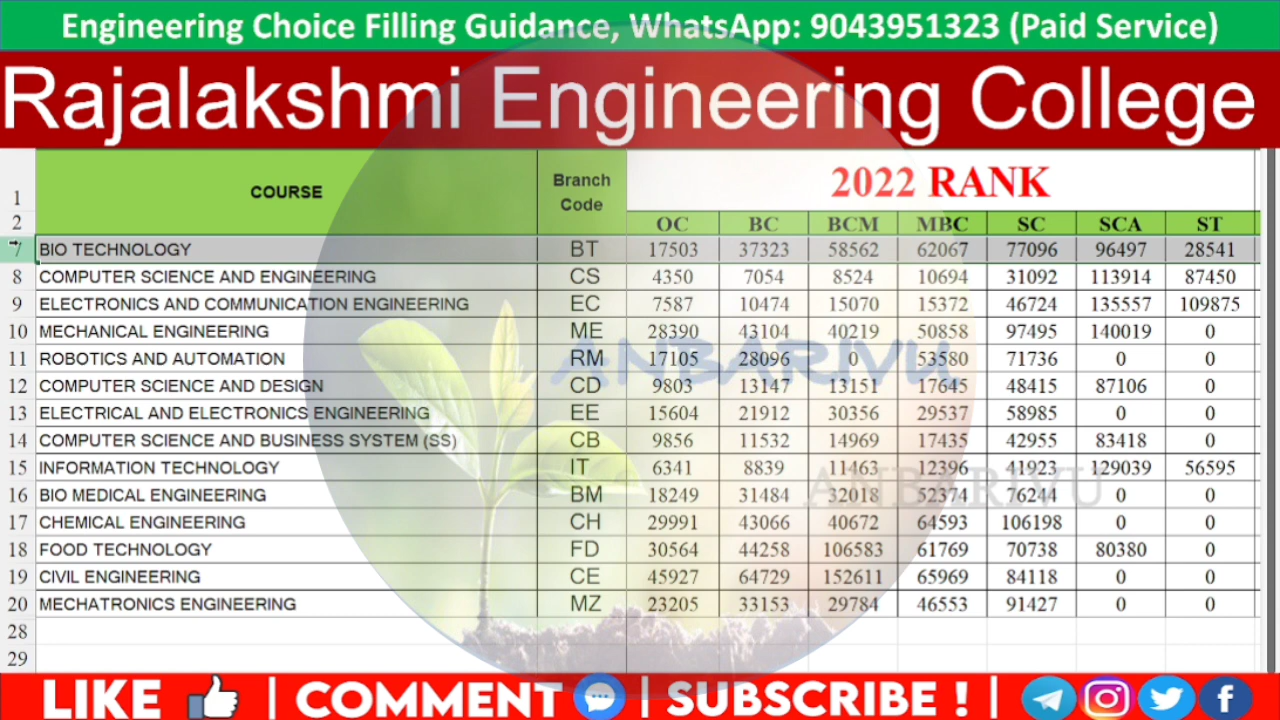 Engineering Choice Filling Guidance, WhatsApp: 9043951323 (Paid Service)
Rajalakshmi Engineering College
1 COURSE Branch Code 2022 RANK
2 OC BC BCM MBC SC SCA ST
7 BIO TECHNOLOGY BT 17503 37323 58562 62067 77096 96497 28541
8 COMPUTER SCIENCE AND ENGINEERING CS 4350 7054 8524 10694 31092 113914 87450
9 ELECTRONICS AND COMMUNICATION ENGINEERING EC 7587 10474 15070 15372 46724 135557 109875
10 MECHANICAL ENGINEERING ME 28390 43104 40219 50858 97495 140019 0
11 ROBOTICS AND AUTOMATION RM 17105 28096 0 53580 71736 0 0
12 COMPUTER SCIENCE AND DESIGN CD 9803 13147 13151 17645 48415 87106 0
13 ELECTRICAL AND ELECTRONICS ENGINEERING EE 15604 21912 30356 29537 58985 0 0
14 COMPUTER SCIENCE AND BUSINESS SYSTEM (SS) CB 9856 11532 14969 17435 42955 83418 0
15 INFORMATION TECHNOLOGY IT 6341 8839 11463 12396 41923 129039 56595
16 BIO MEDICAL ENGINEERING BM 18249 31484 32018 52374 76244 0 0
17 CHEMICAL ENGINEERING CH 29991 43066 40672 64593 106198 0 0
18 FOOD TECHNOLOGY FD 30564 44258 106583 61769 70738 80380 0
19 CIVIL ENGINEERING CE 45927 64729 152611 65969 84118 0 0
20 MECHATRONICS ENGINEERING MZ 23205 33153 29784 46553 91427 0 0
28
29
ANBARIVU
ANBARIVU
LIKE | COMMENT | SUBSCRIBE ! |